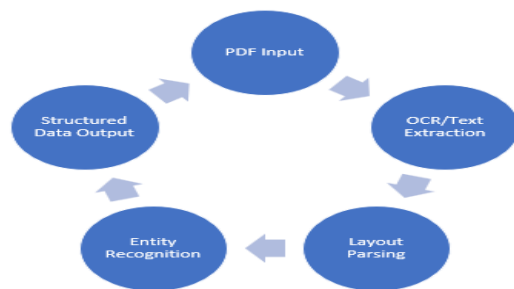 PDF Input
OCR/Text
Extraction
Layout
Parsing
Entity
Recognition
Structured
Data Output